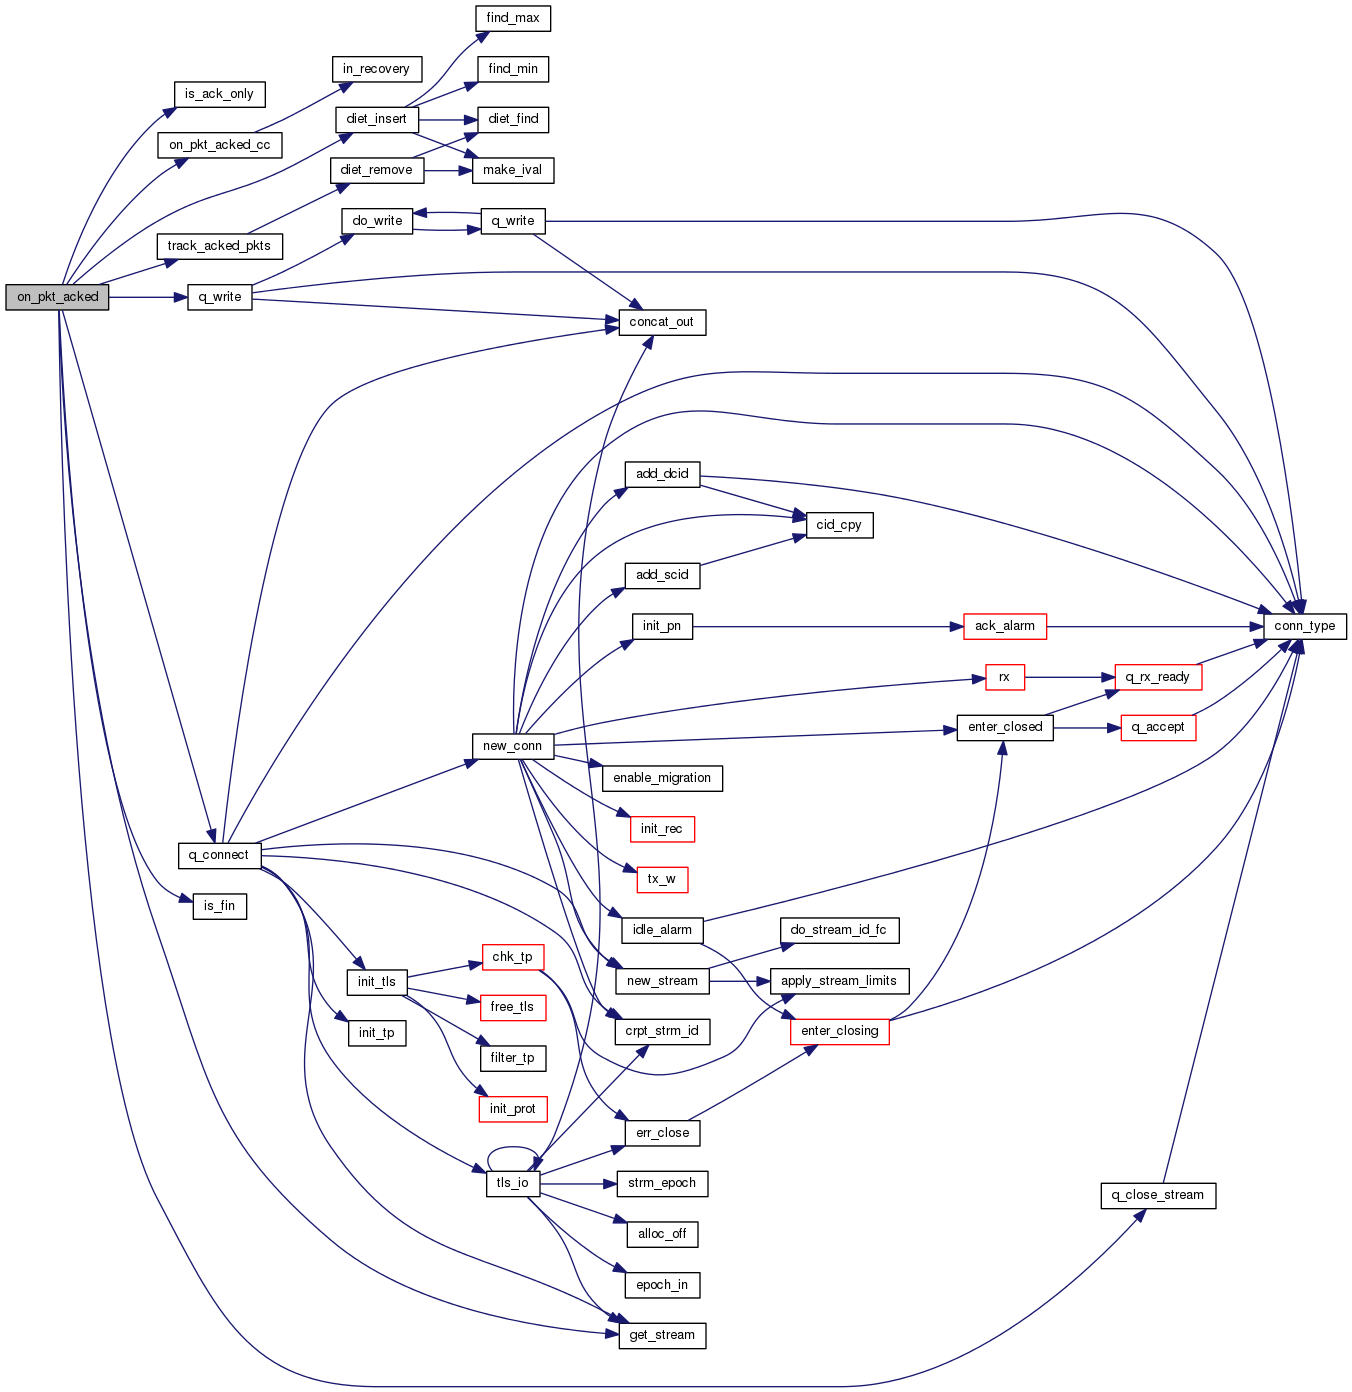 find_max
in_recovery
find_min
is_ack_only
diet_insert
diet_find
on_pkt_acked_cc
diet_remove
make_ival
do_write
q_write
track_acked_pkts
on_pkt_acked
q_write
concat_out
add_dcid
cid_cpy
add_scid
init_pn
ack_alarm
conn_type
rx
q_rx_ready
enter_closed
q_accept
new_conn
enable_migration
init_rec
q_connect
tx_w
is_fin
idle_alarm
do_stream_id_fc
chk_tp
init_tls
new_stream
apply_stream_limits
free_tls
init_tp
crpt_strm_id
enter_closing
filter_tp
init_prot
err_close
tls_io
strm_epoch
q_close_stream
alloc_off
epoch_in
get_stream